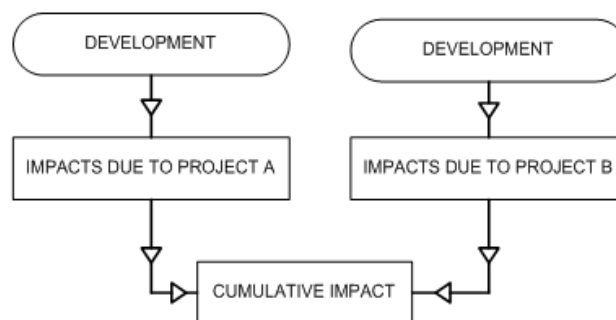 DEVELOPMENT
DEVELOPMENT
IMPACTS DUE TO PROJECT A
IMPACTS DUE TO PROJECT B
CUMULATIVE IMPACT